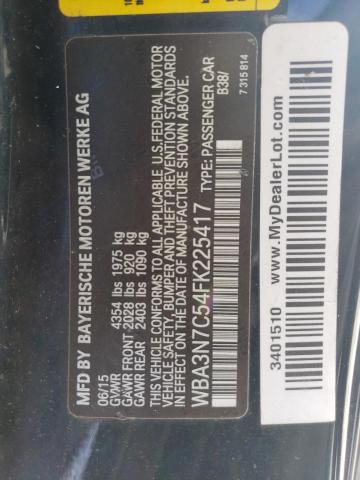 MFD BY BAYERISCHE MOTOREN WERKE AG
06/15
GVWR 4354 lbs 1975 kg
GAWR FRONT 2028 lbs 920 kg
GAWR REAR 2403 lbs 1090 kg
THIS VEHICLE CONFORMS TO ALL APPLICABLE U.S.FEDERAL MOTOR
VEHICLE SAFETY,BUMPER AND THEFT PREVENTION STANDARDS
IN EFFECT ON THE DATE OF MANUFACTURE SHOWN ABOVE.
WBA3N7C54FK225417 TYPE: PASSENGER CAR
B38/
7 315 814
3401510 www.MyDealerLot.com